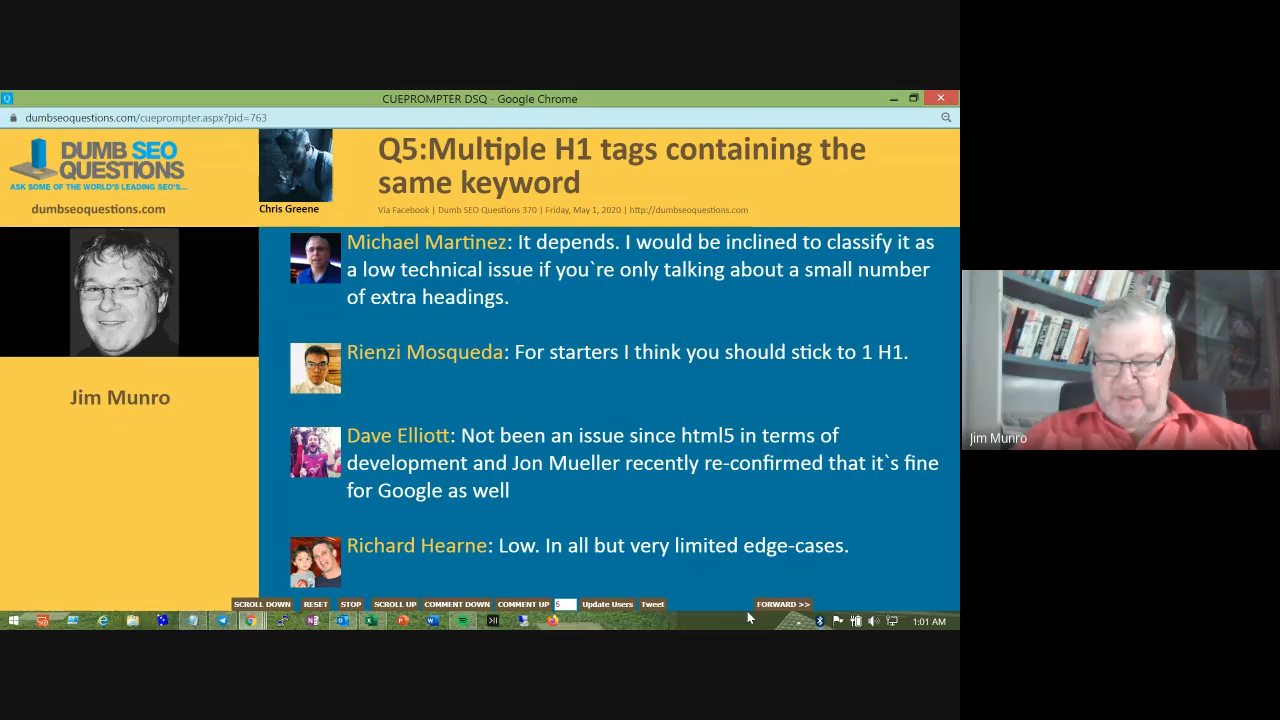 CUEPROMPTER DSQ - Google Chrome
dumbseoquestions.com/cueprompter.aspx?pid=763
DUMB SEO
QUESTIONS
ASK SOME OF THE WORLD'S LEADING SEO'S...
dumbseoquestions.com
Chris Greene
Q5:Multiple H1 tags containing the
same keyword
Via Facebook | Dumb SEO Questions 370 | Friday, May 1, 2020 | http://dumbseoquestions.com
Jim Munro
Michael Martinez: It depends. I would be inclined to classify it as
a low technical issue if you`re only talking about a small number
of extra headings.
Rienzi Mosqueda: For starters I think you should stick to 1 H1.
Dave Elliott: Not been an issue since html5 in terms of
development and Jon Mueller recently re-confirmed that it`s fine
for Google as well
Richard Hearne: Low. In all but very limited edge-cases.
SCROLL DOWN RESET STOP SCROLL UP COMMENT DOWN COMMENT UP 5 Update Users Tweet FORWARD >>
1:01 AM
Jim Munro